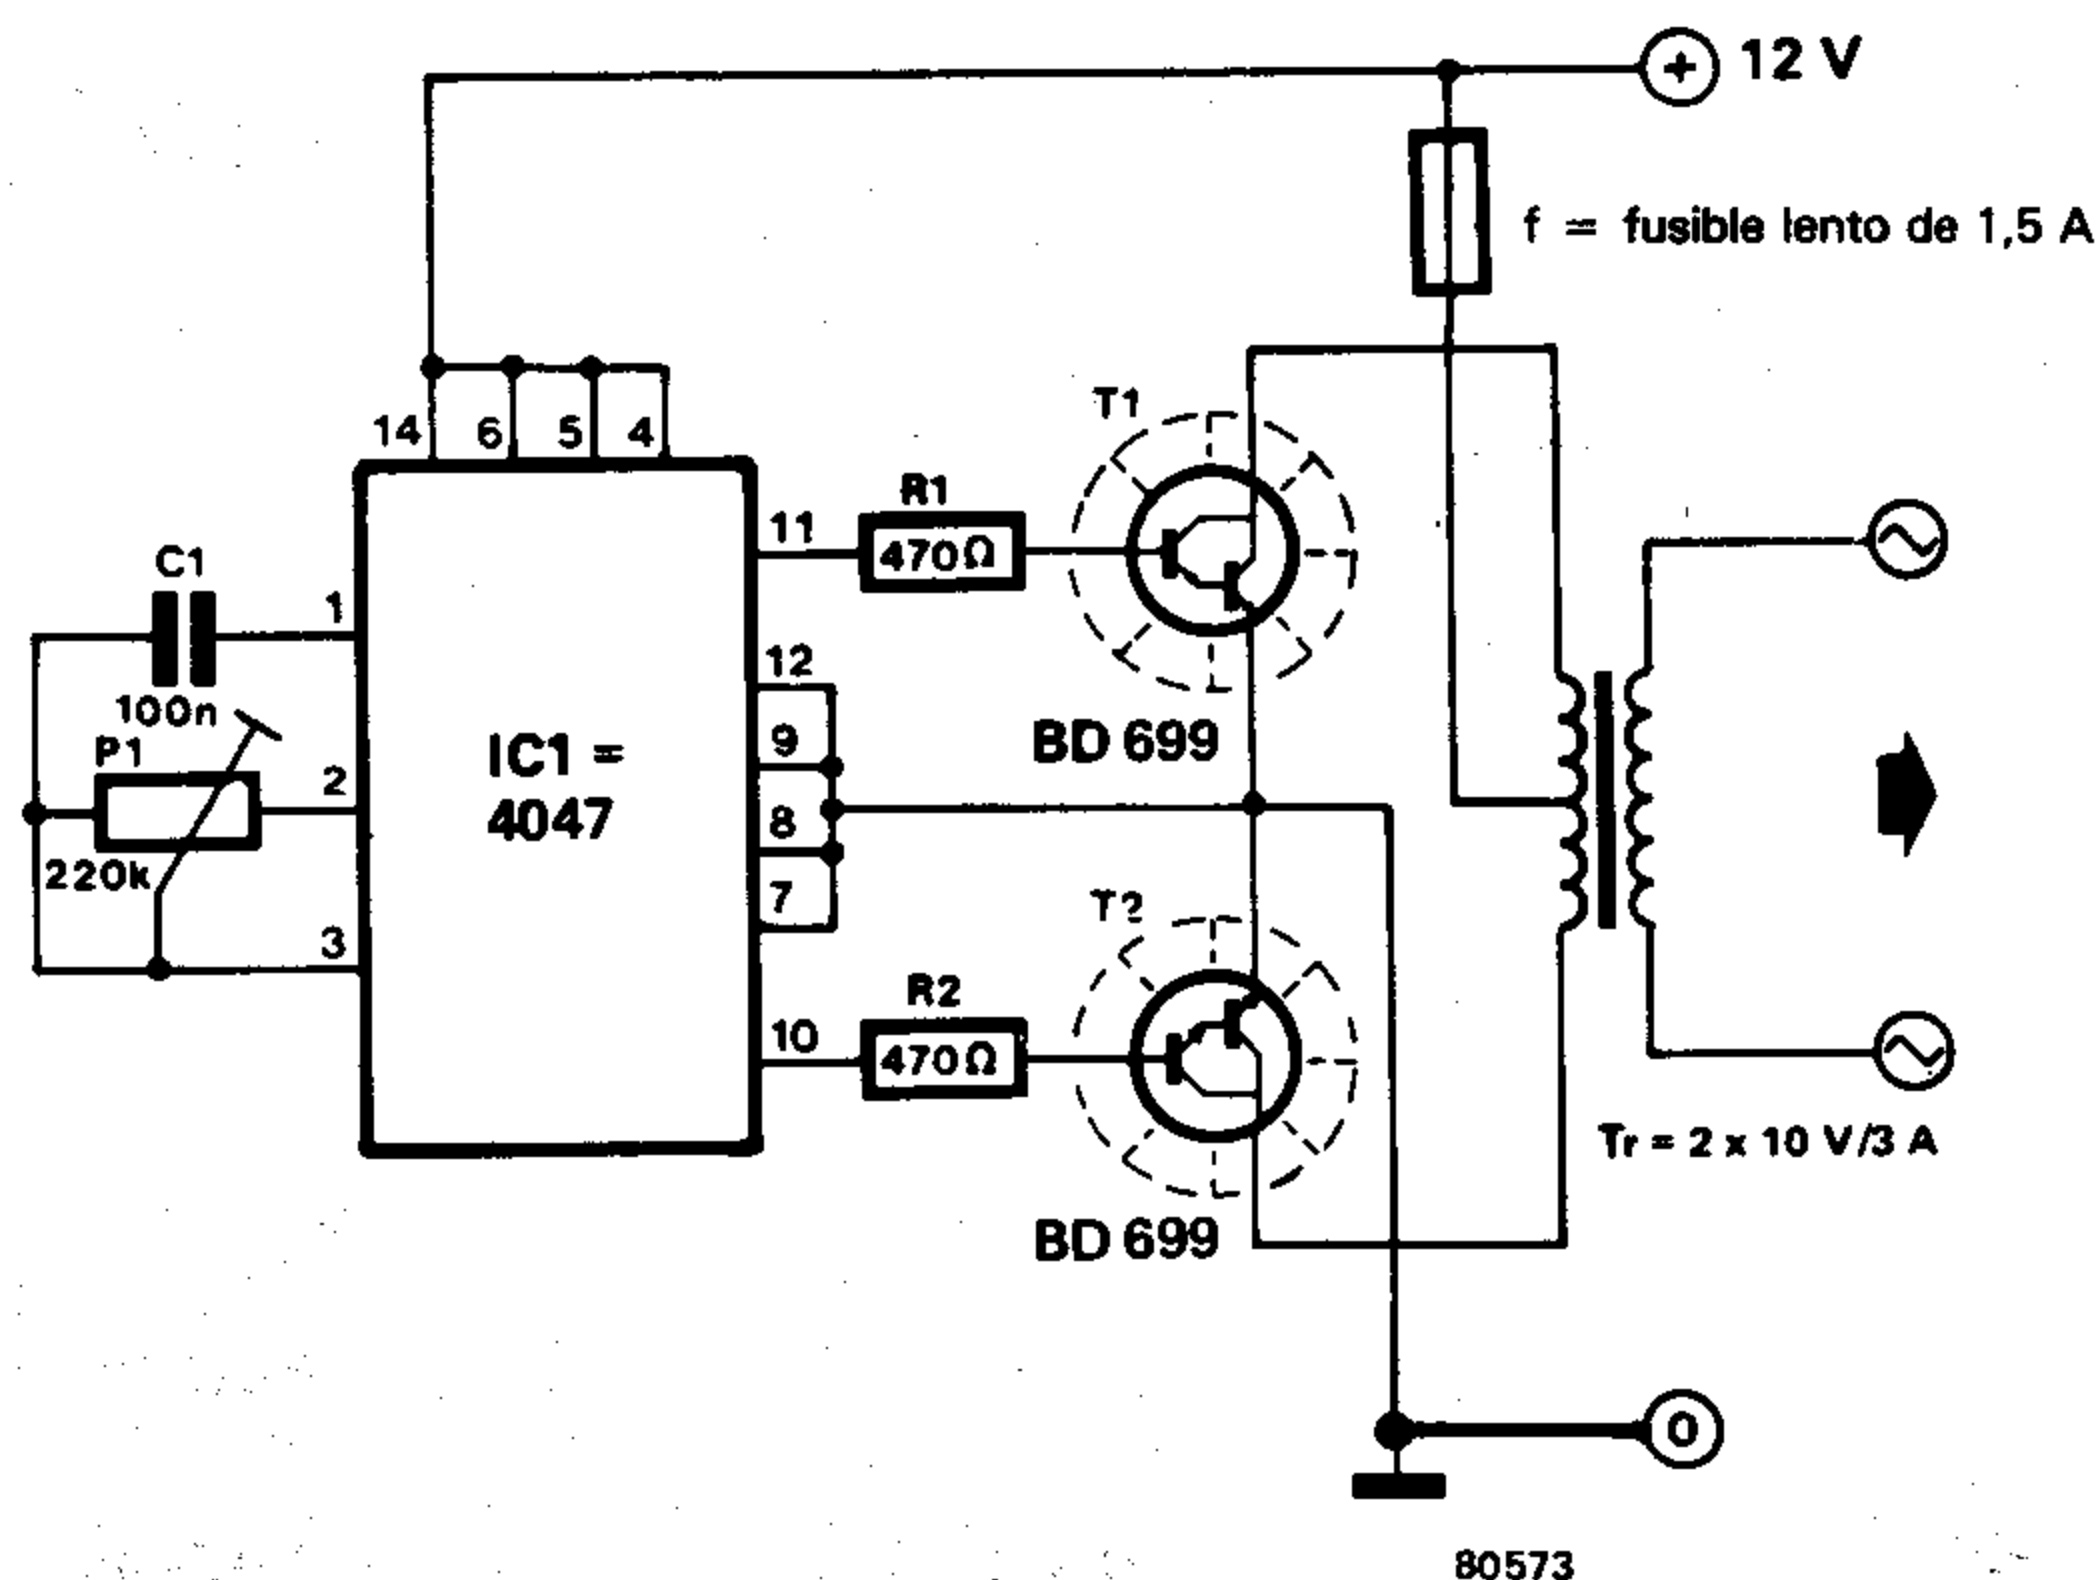 + 12 V
f = fusible lento de 1,5 A
14 6 5 4
T1
R1
11
470Ω
C1
1
12
100n
BD 699
P1
IC1 =
4047
9
2
8
220k
7
T2
3
R2
10
470Ω
Tr = 2 x 10 V/3 A
BD 699
0
80573